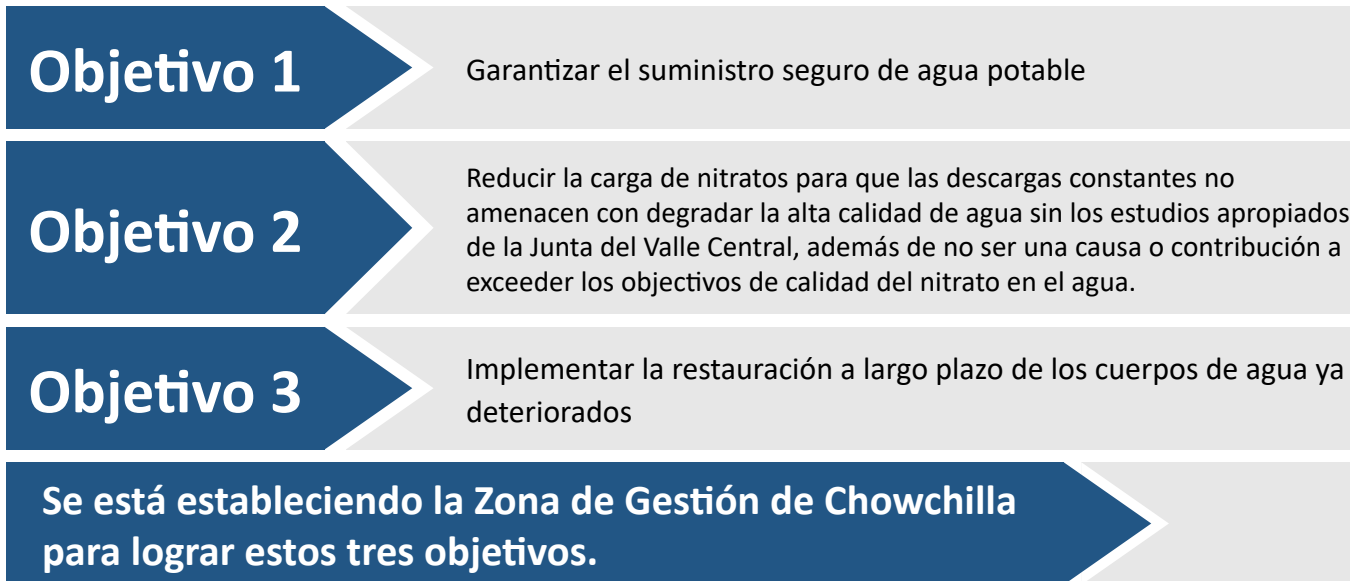 Objetivo 1
Garantizar el suministro seguro de agua potable
Objetivo 2
Reducir la carga de nitratos para que las descargas constantes no
amenacen con degradar la alta calidad de agua sin los estudios apropiados
de la Junta del Valle Central, además de no ser una causa o contribución a
exceeder los objectivos de calidad del nitrato en el agua.
Objetivo 3
Implementar la restauración a largo plazo de los cuerpos de agua ya
deteriorados
Se está estableciendo la Zona de Gestión de Chowchilla
para lograr estos tres objetivos.